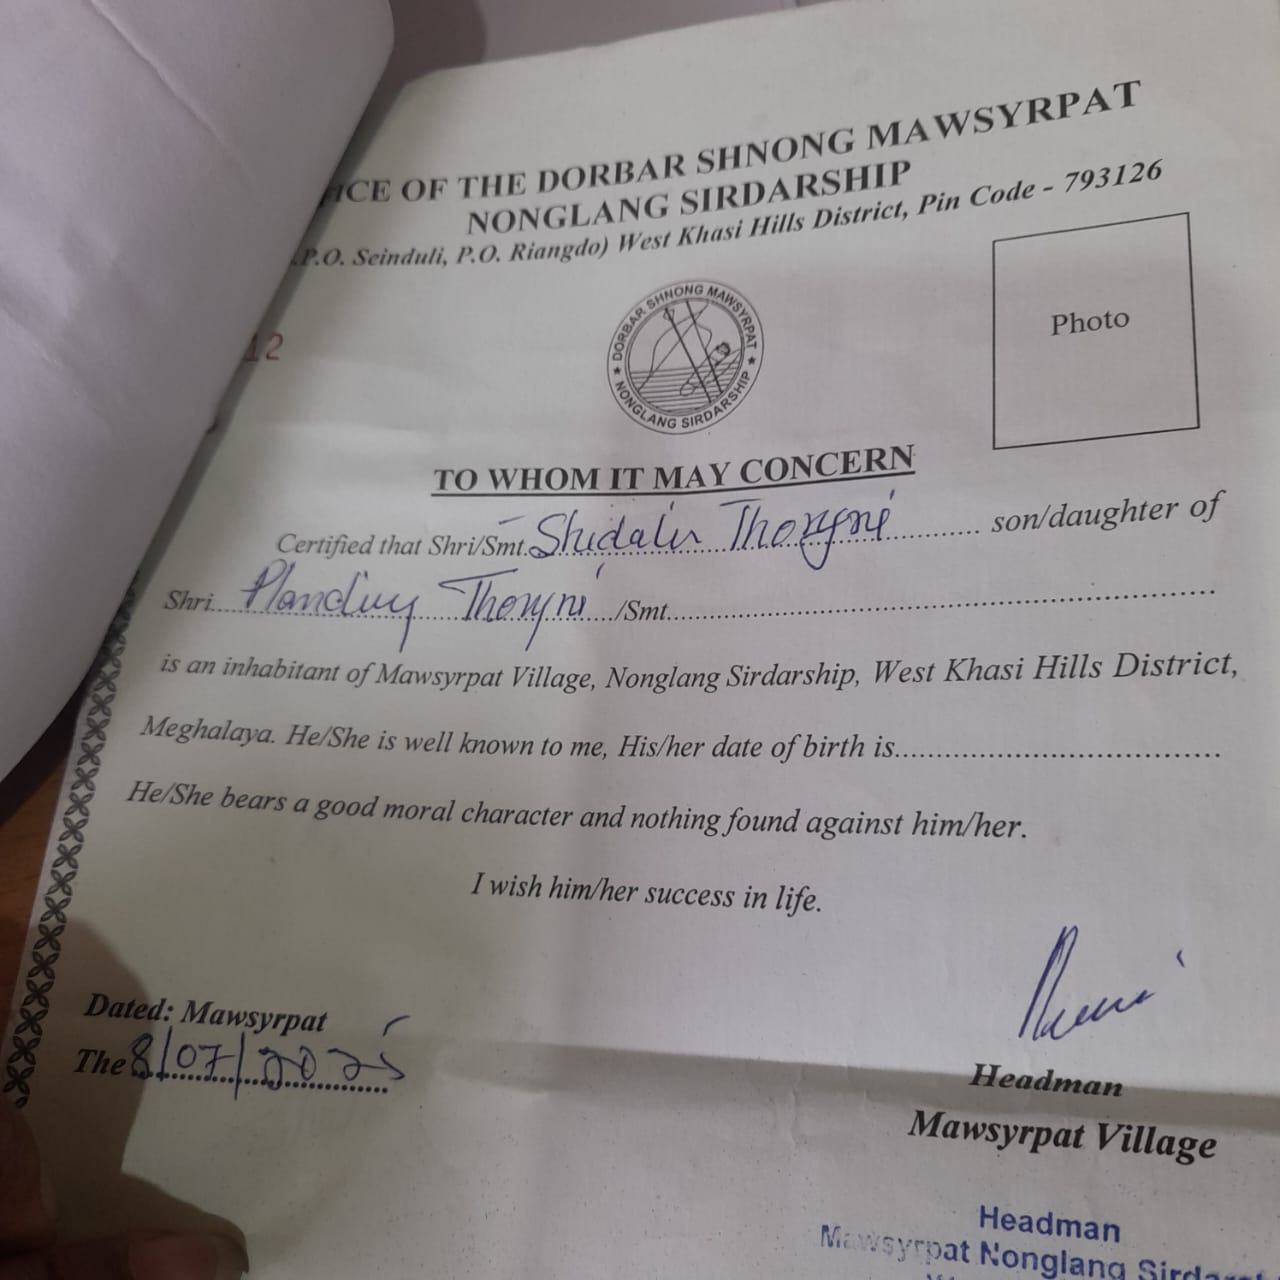 ICE OF THE DORBAR SHNONG MAWSYRPAT
NONGLANG SIRDARSHIP
P.O. Seinduli, P.O. Riangdo) West Khasi Hills District, Pin Code - 793126
12
Photo
DORBAR SHNONG MAWSYRPAT
NONGLANG SIRDARSHIP
TO WHOM IT MAY CONCERN
Certified that Shri/Smt. Shidalin Thongni son/daughter of
Shri Thongni /Smt.
is an inhabitant of Mawsyrpat Village, Nonglang Sirdarship, West Khasi Hills District,
Meghalaya. He/She is well known to me, His/her date of birth is
He/She bears a good moral character and nothing found against him/her.
I wish him/her success in life.
Dated: Mawsyrpat
The 8/07/2025
Headman
Mawsyrpat Village
Headman
Mawsyrpat Nonglang